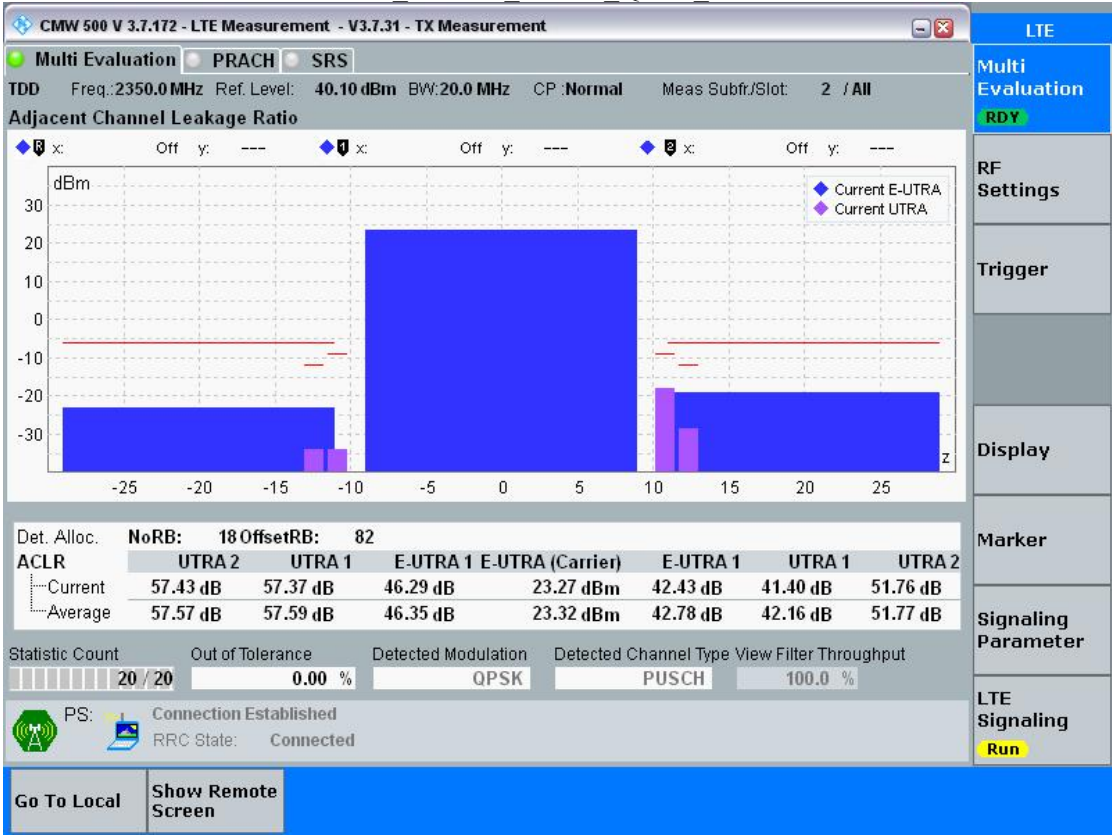 CMW 500 V 3.7.172 - LTE Measurement - V3.7.31 - TX Measurement
LTE
Multi Evaluation PRACH SRS
Multi Evaluation
RDY
TDD Freq.:2350.0 MHz Ref. Level: 40.10 dBm BW:20.0 MHz CP :Normal Meas Subfr./Slot: 2 / All
Adjacent Channel Leakage Ratio
R x: Off y: --- 1 x: Off y: --- 2 x: Off y: ---
dBm
Current E-UTRA
Current UTRA
30
20
10
0
-10
-20
-30
z
-25 -20 -15 -10 -5 0 5 10 15 20 25
Det. Alloc. NoRB: 18 OffsetRB: 82
ACLR UTRA 2 UTRA 1 E-UTRA 1 E-UTRA (Carrier) E-UTRA 1 UTRA 1 UTRA 2
Current 57.43 dB 57.37 dB 46.29 dB 23.27 dBm 42.43 dB 41.40 dB 51.76 dB
Average 57.57 dB 57.59 dB 46.35 dB 23.32 dBm 42.78 dB 42.16 dB 51.77 dB
Statistic Count Out of Tolerance Detected Modulation Detected Channel Type View Filter Throughput
20 / 20 0.00 % QPSK PUSCH 100.0 %
PS: Connection Established
RRC State: Connected
RF Settings
Trigger
Display
Marker
Signaling Parameter
LTE Signaling
Run
Go To Local
Show Remote Screen